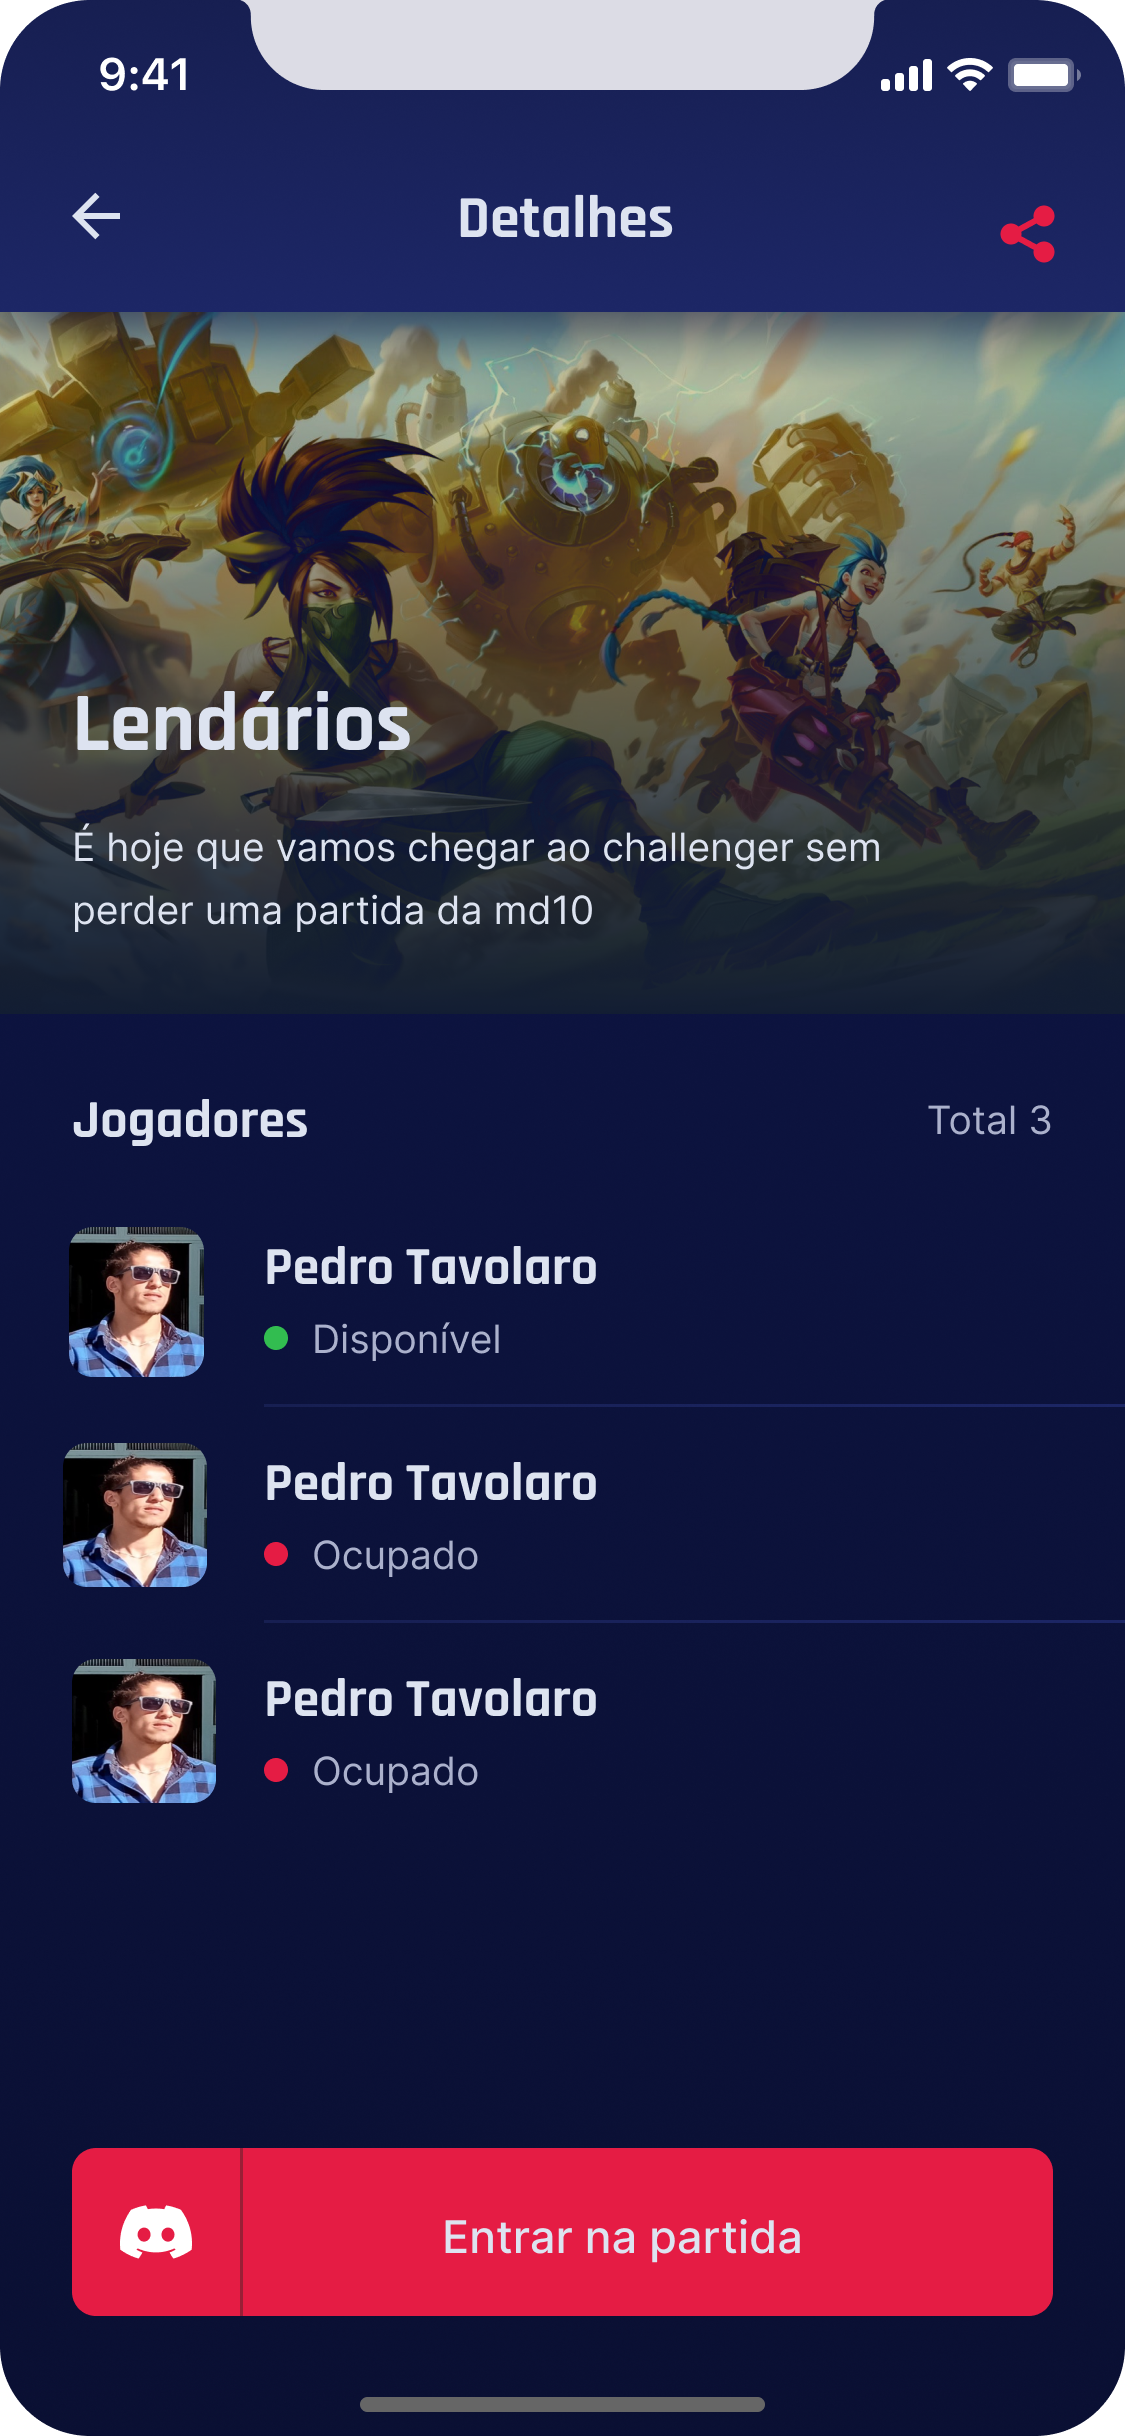 9:41
Detalhes
Lendários
É hoje que vamos chegar ao challenger sem
perder uma partida da md10
Jogadores
Total 3
Pedro Tavolaro
Disponível
Pedro Tavolaro
Ocupado
Pedro Tavolaro
Ocupado
Entrar na partida